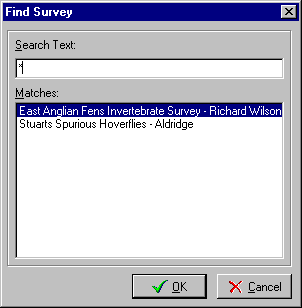 Find Survey
Search Text:
*
Matches:
East Anglian Fens Invertebrate Survey - Richard Wilson
Stuarts Spurious Hoverflies - Aldridge
OK
Cancel